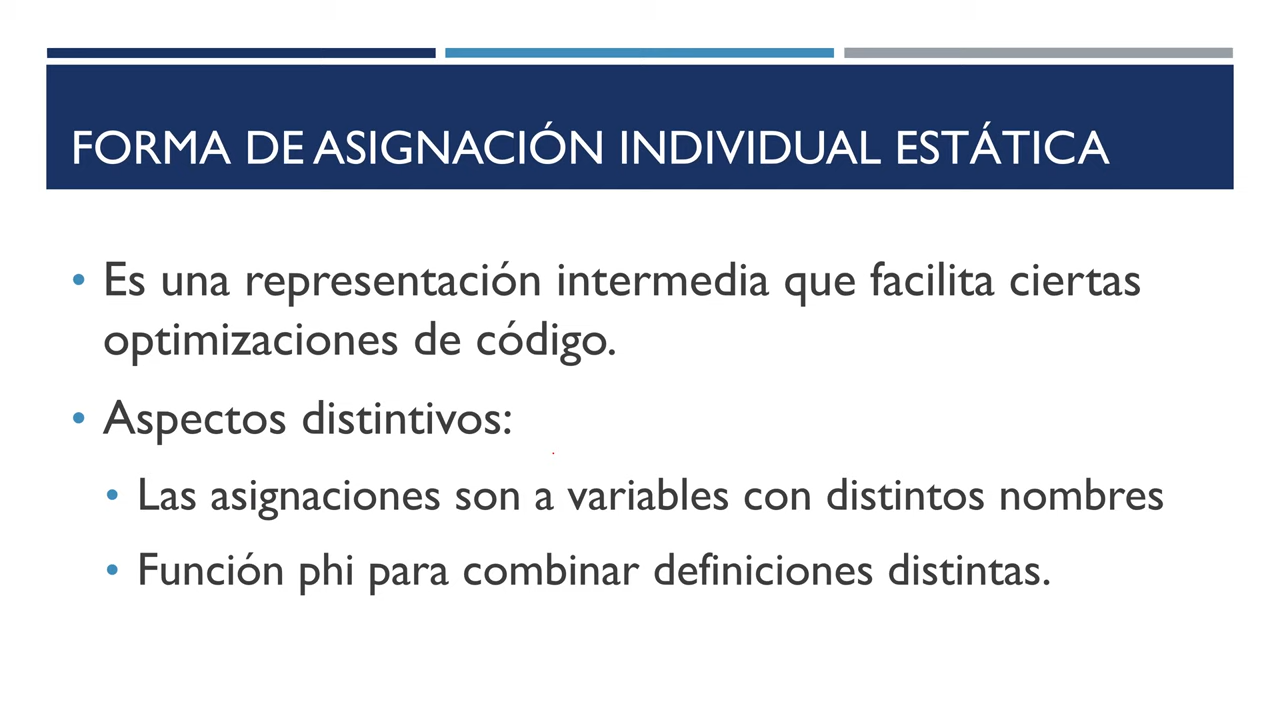 FORMA DE ASIGNACIÓN INDIVIDUAL ESTÁTICA
• Es una representación intermedia que facilita ciertas
optimizaciones de código.
• Aspectos distintivos:
• Las asignaciones son a variables con distintos nombres
• Función phi para combinar definiciones distintas.